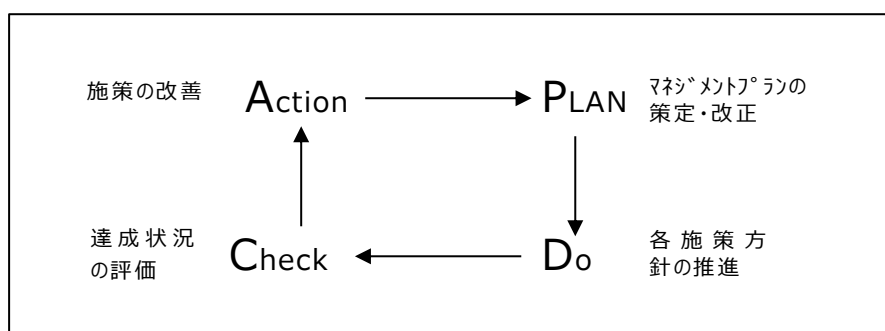 施策の改善
Action
PLAN
ﾏﾈｼﾞﾒﾝﾄﾌﾟﾗﾝの
策定・改正
達成状況
の評価
Check
Do
各施策方
針の推進